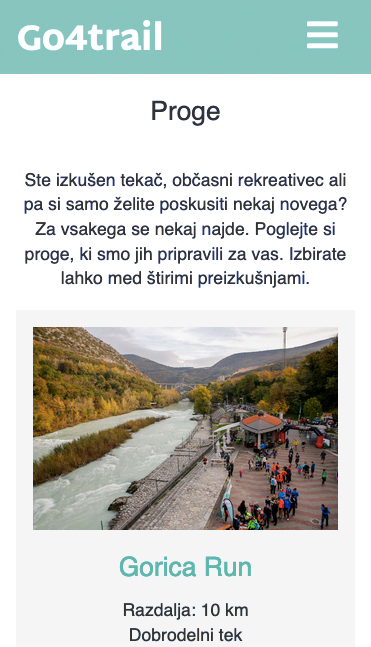 Go4trail
Proge
Ste izkušen tekač, občasni rekreativec ali
pa si samo želite poskusiti nekaj novega?
Za vsakega se nekaj najde. Poglejte si
proge, ki smo jih pripravili za vas. Izbirate
lahko med štirimi preizkušnjami.
Gorica Run
Razdalja: 10 km
Dobrodelni tek